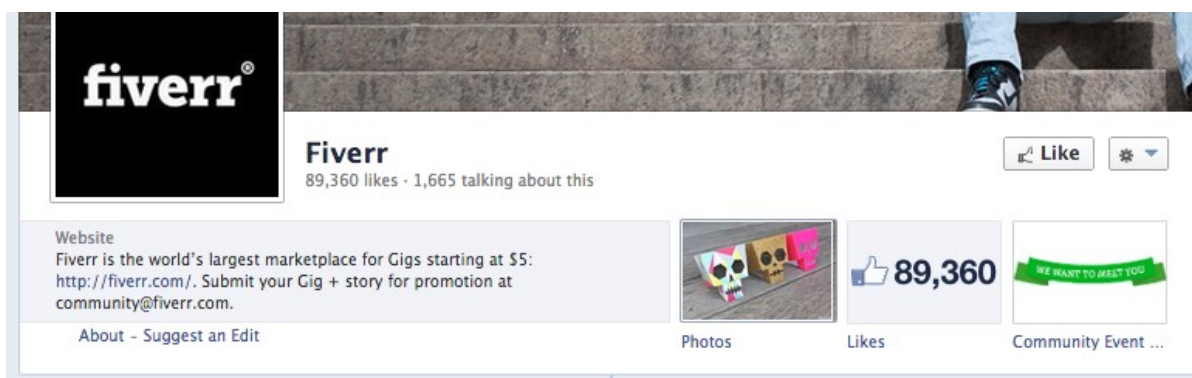 fiverr®
Fiverr
89,360 likes · 1,665 talking about this
Like
Website
Fiverr is the world's largest marketplace for Gigs starting at $5:
http://fiverr.com/. Submit your Gig + story for promotion at
community@fiverr.com.
About – Suggest an Edit
89,360
WE WANT TO MEET YOU
Photos
Likes
Community Event ...